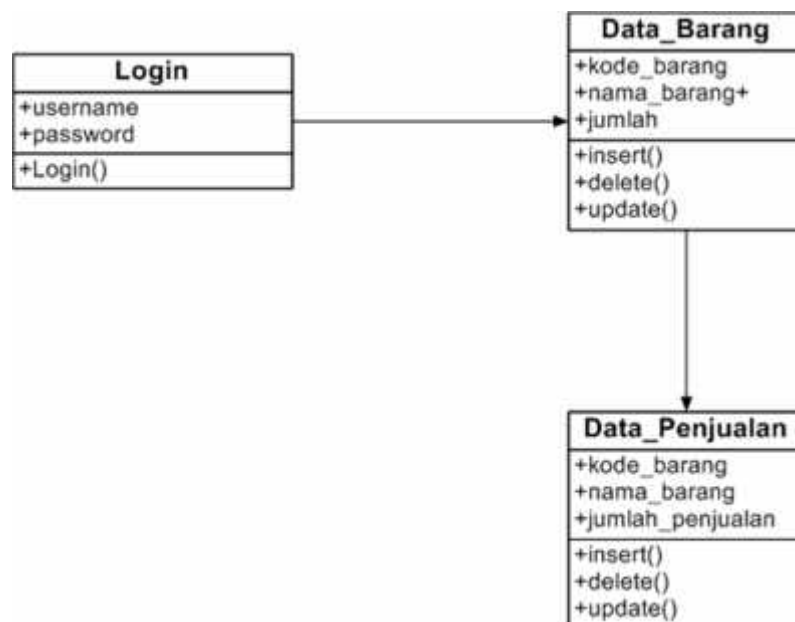 Login
+username
+password
+Login()
Data_Barang
+kode_barang
+nama_barang+
+jumlah
+insert()
+delete()
+update()
Data_Penjualan
+kode_barang
+nama_barang
+jumlah_penjualan
+insert()
+delete()
+update()